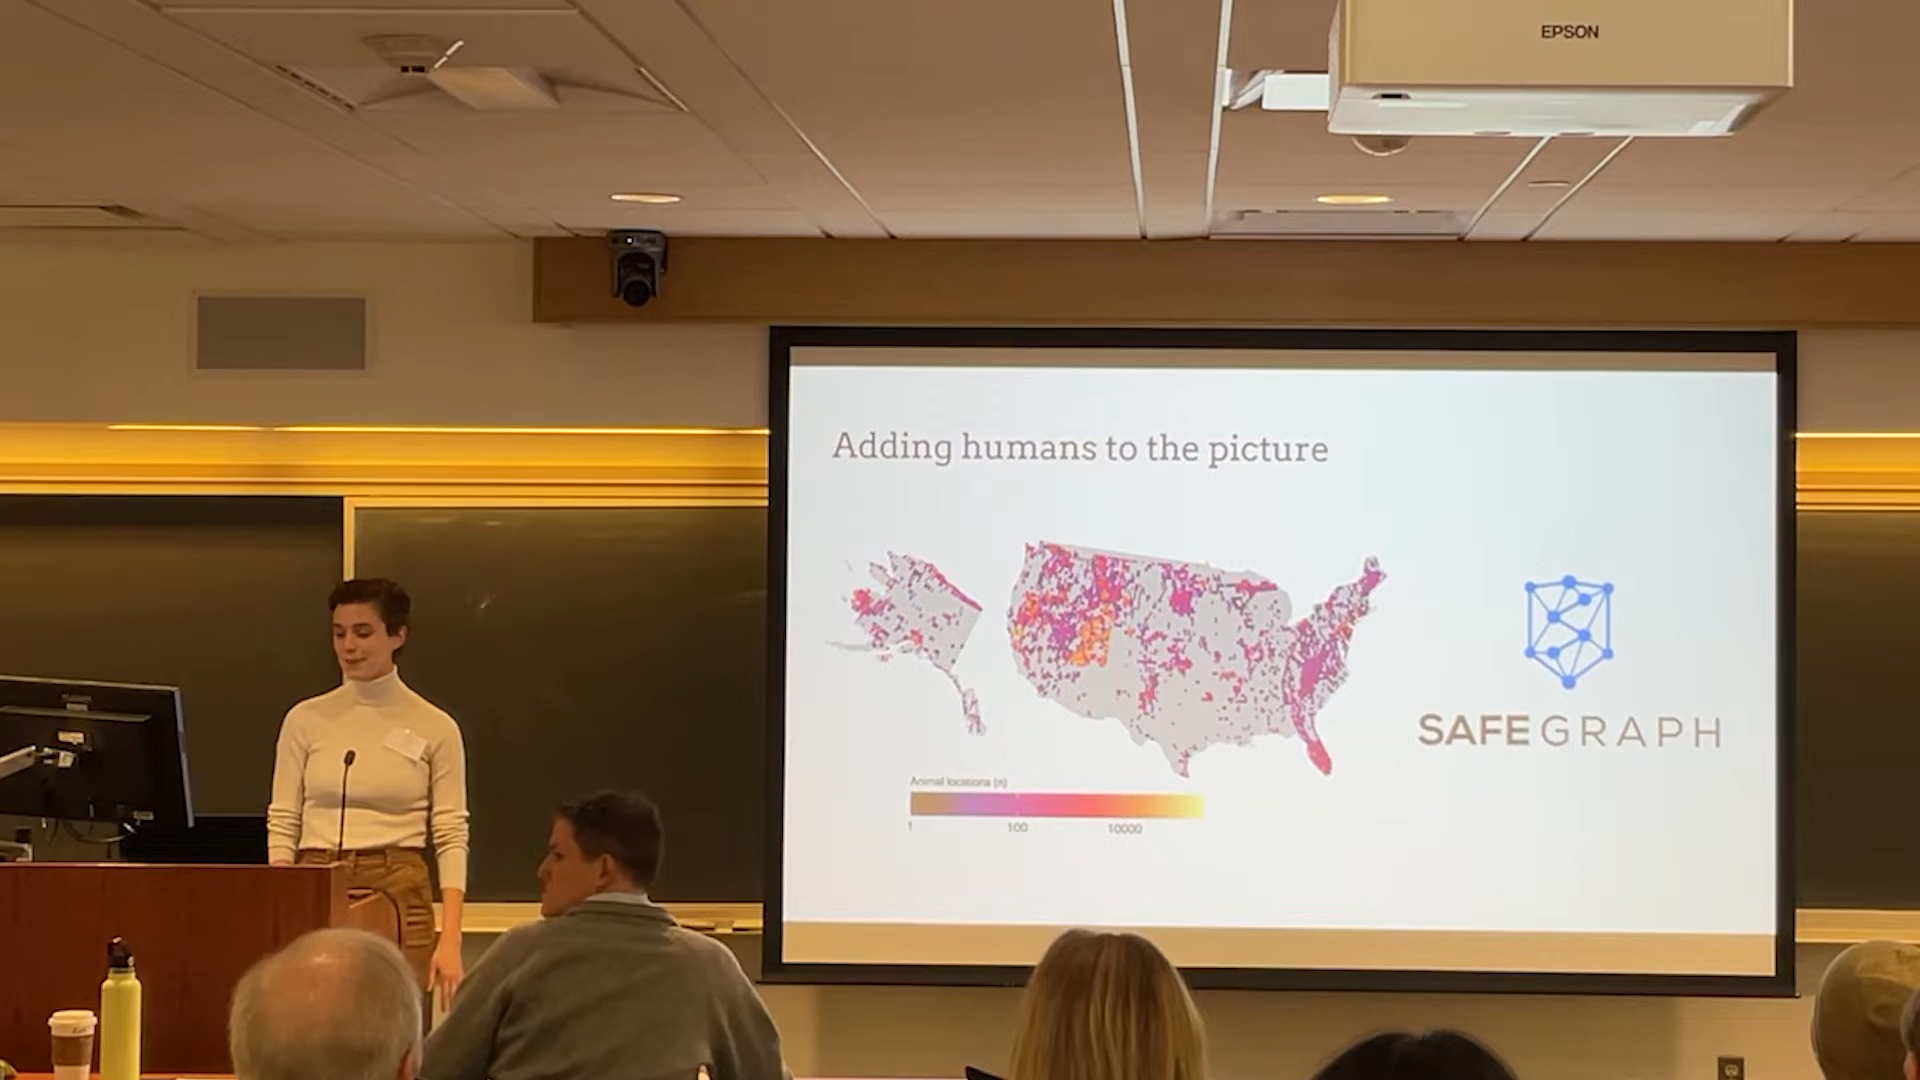 EPSON
Adding humans to the picture
SAFEGRAPH
Animal locations (n)
1 100 10000